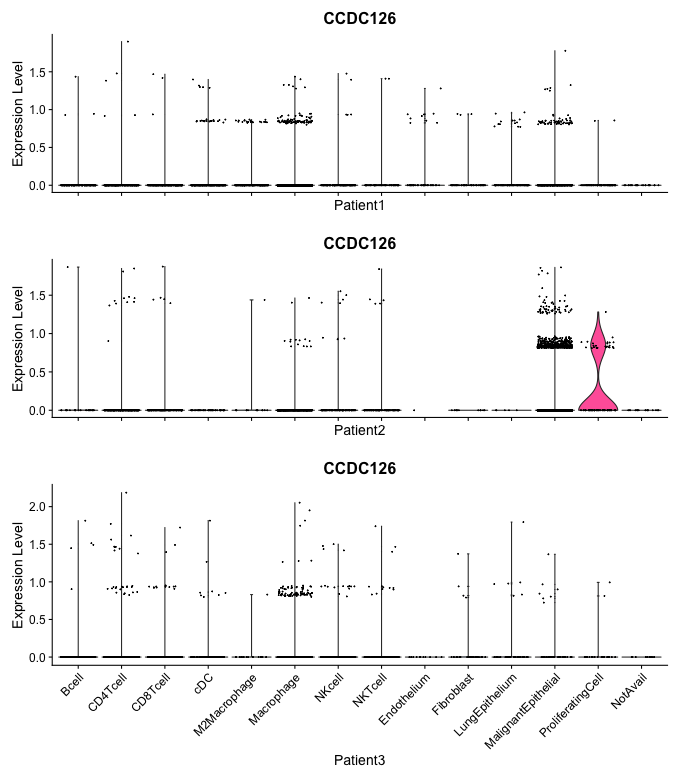 CCDC126
Expression Level
1.5
1.0
0.5
0.0
Patient1
CCDC126
Expression Level
1.5
1.0
0.5
0.0
Patient2
CCDC126
Expression Level
2.0
1.5
1.0
0.5
0.0
Bcell
CD4Tcell
CD8Tcell
cDC
M2Macrophage
Macrophage
NKcell
NKTcell
Endothelium
Fibroblast
LungEpithelium
MalignantEpithelial
ProliferatingCell
NotAvail
Patient3